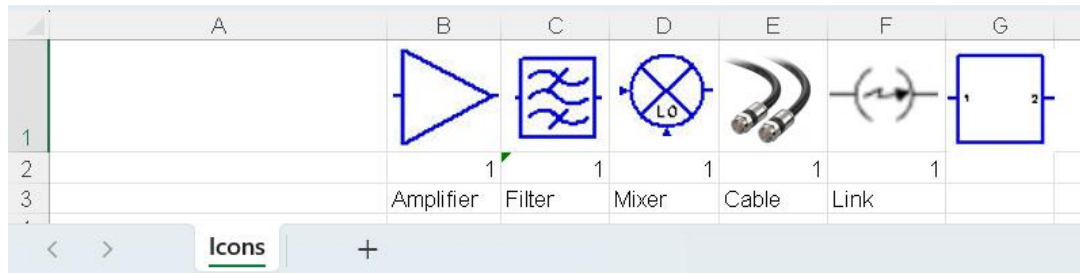 A B C D E F G
1 LO 1 2
2 1 1 1 1 1
3 Amplifier Filter Mixer Cable Link
Icons